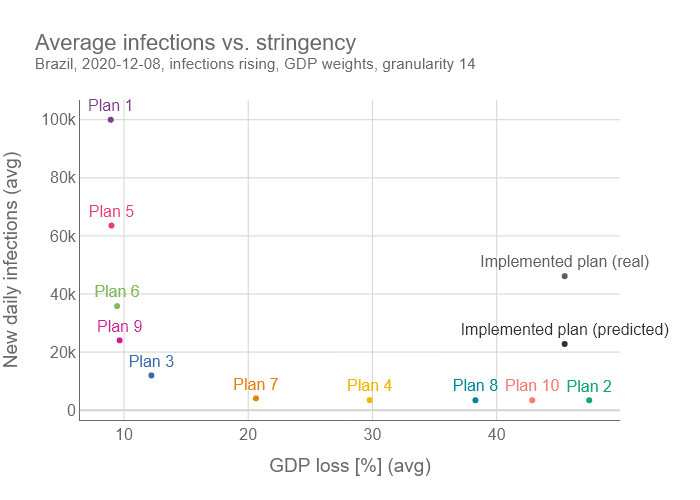 Average infections vs. stringency
Brazil, 2020-12-08, infections rising, GDP weights, granularity 14
New daily infections (avg)
100k
80k
60k
40k
20k
0
Plan 1
Plan 5
Plan 6
Plan 9
Plan 3
Plan 7
Plan 4
Plan 8
Plan 10
Plan 2
Implemented plan (real)
Implemented plan (predicted)
10
20
30
40
GDP loss [%] (avg)